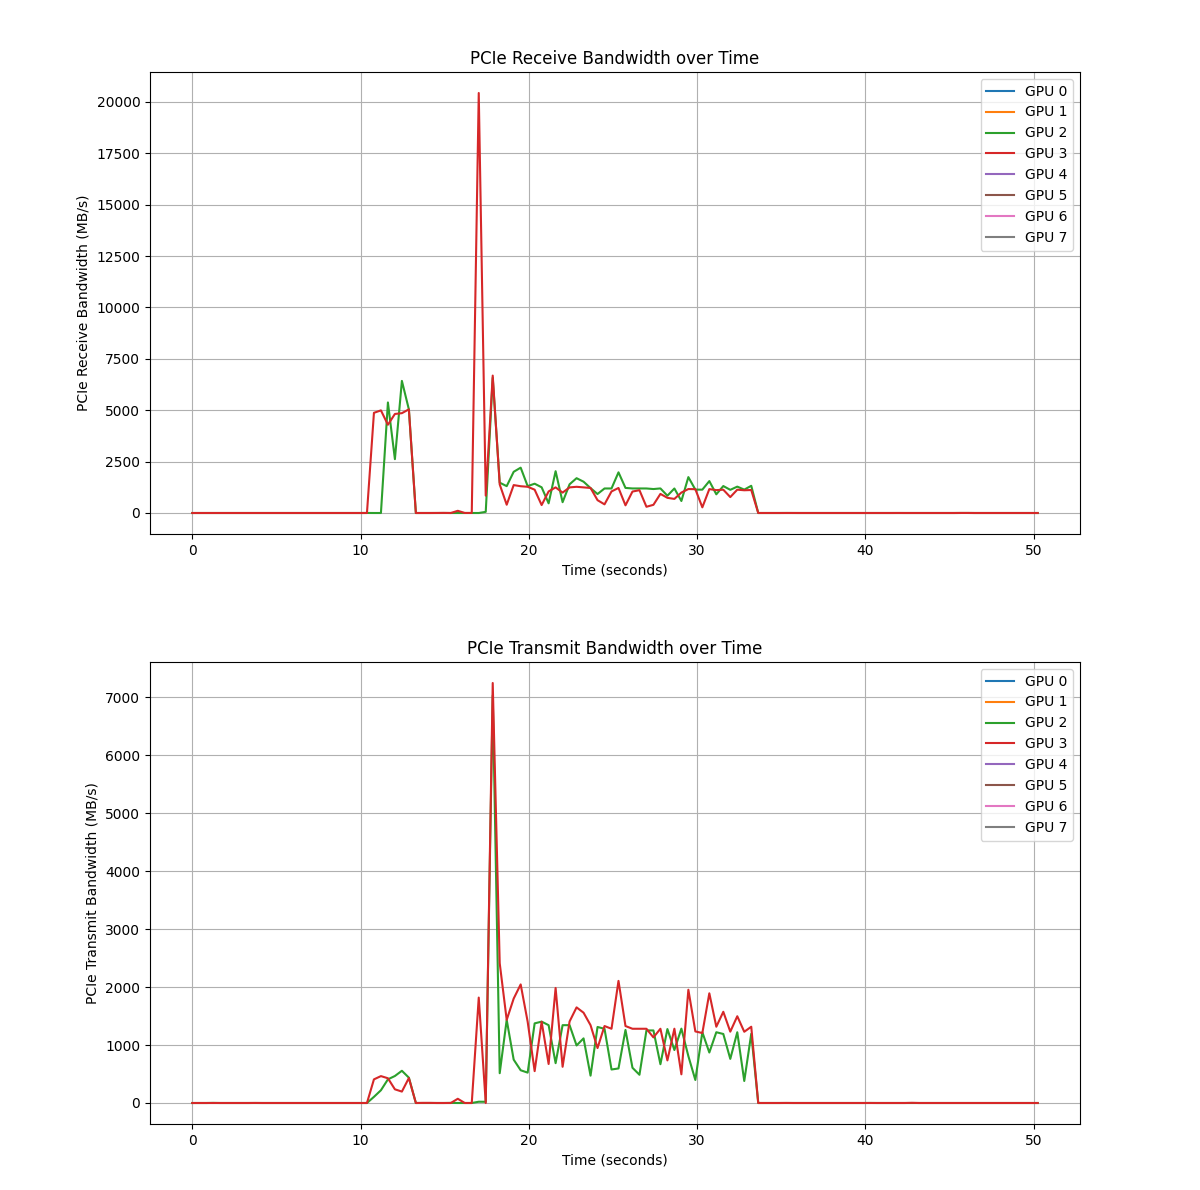 PCIe Receive Bandwidth over Time
PCIe Receive Bandwidth (MB/s)
20000
17500
15000
12500
10000
7500
5000
2500
0
GPU 0
GPU 1
GPU 2
GPU 3
GPU 4
GPU 5
GPU 6
GPU 7
0 10 20 30 40 50
Time (seconds)
PCIe Transmit Bandwidth over Time
PCIe Transmit Bandwidth (MB/s)
7000
6000
5000
4000
3000
2000
1000
0
GPU 0
GPU 1
GPU 2
GPU 3
GPU 4
GPU 5
GPU 6
GPU 7
0 10 20 30 40 50
Time (seconds)